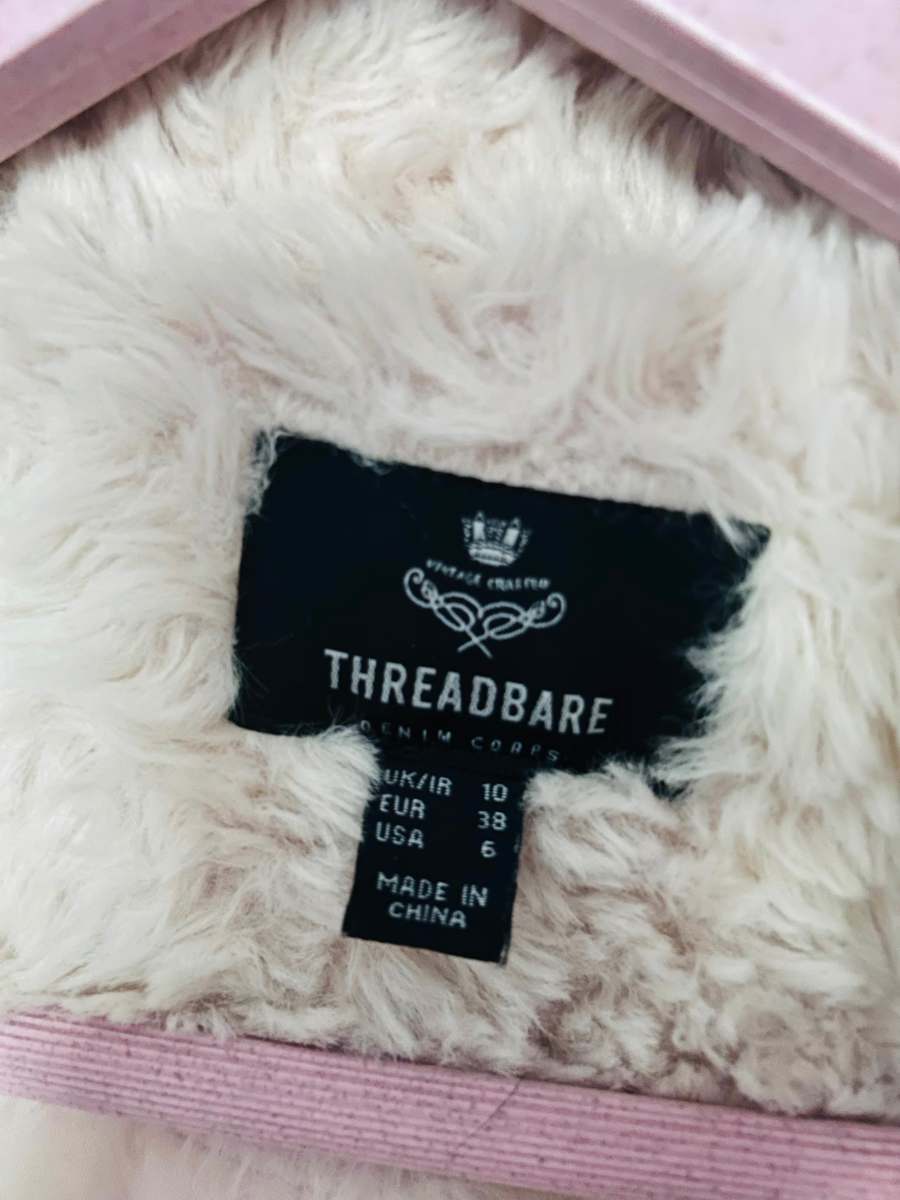 VINTAGE CRAFTED
THREADBARE
DENIM CORPS
UK/IR 10
EUR 38
USA 6
MADE IN
CHINA